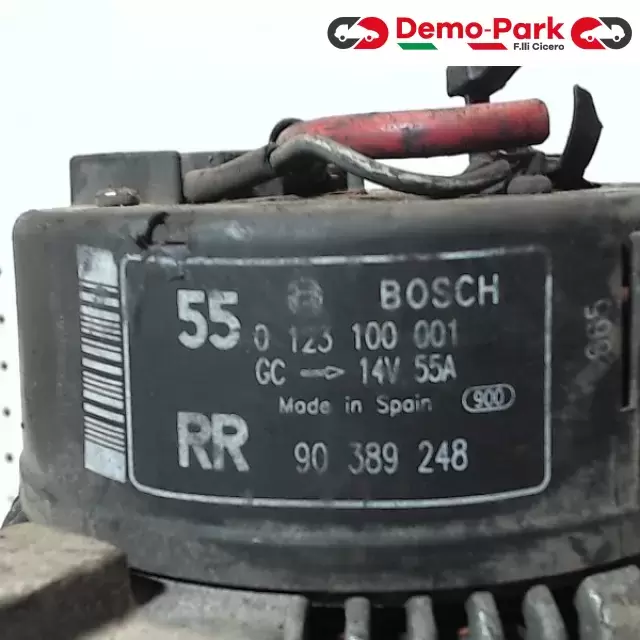 Demo-Park
F.lli Cicero
55 BOSCH
0 123 100 001
GC 14V 55A
Made in Spain 900
RR 90 389 248